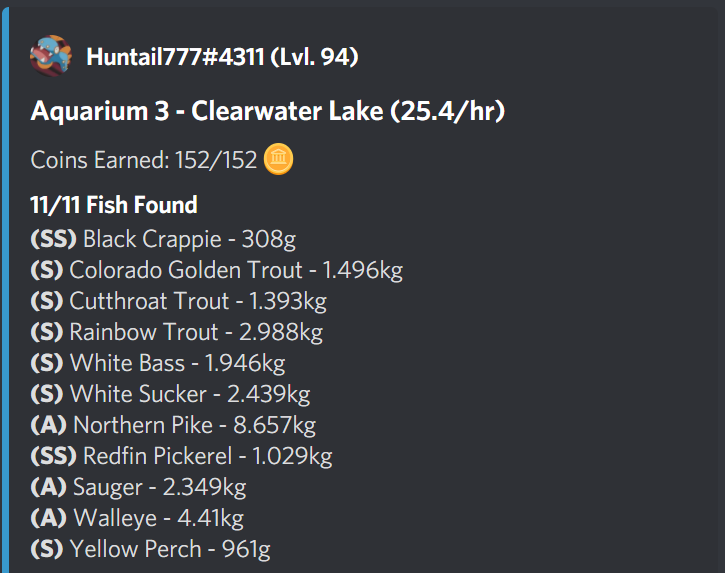 Huntail777#4311 (Lvl. 94)
Aquarium 3 - Clearwater Lake (25.4/hr)
Coins Earned: 152/152
11/11 Fish Found
(SS) Black Crappie - 308g
(S) Colorado Golden Trout - 1.496kg
(S) Cutthroat Trout - 1.393kg
(S) Rainbow Trout - 2.988kg
(S) White Bass - 1.946kg
(S) White Sucker - 2.439kg
(A) Northern Pike - 8.657kg
(SS) Redfin Pickerel - 1.029kg
(A) Sauger - 2.349kg
(A) Walleye - 4.41kg
(S) Yellow Perch - 961g